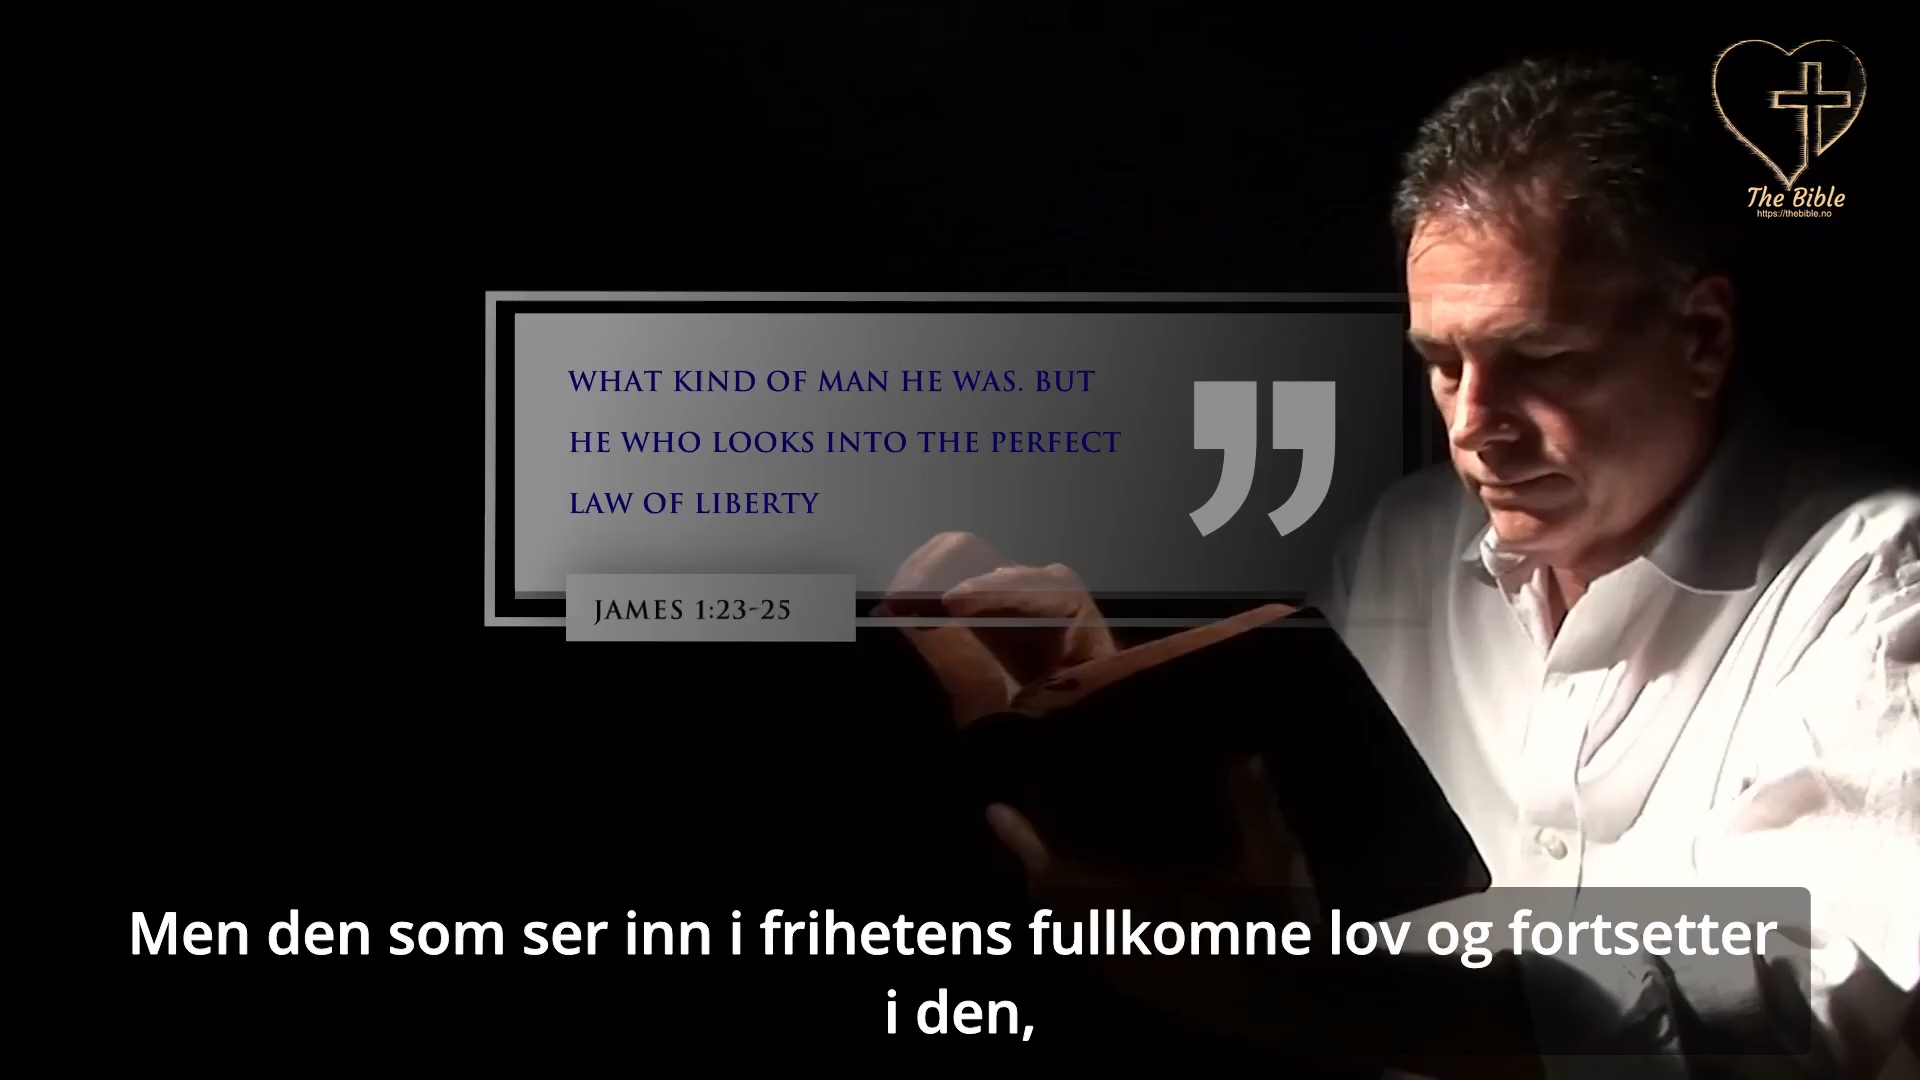 The Bible
https://thebible.no
WHAT KIND OF MAN HE WAS. BUT
HE WHO LOOKS INTO THE PERFECT
LAW OF LIBERTY
JAMES 1:23-25
Men den som ser inn i frihetens fullkomne lov og fortsetter
i den,